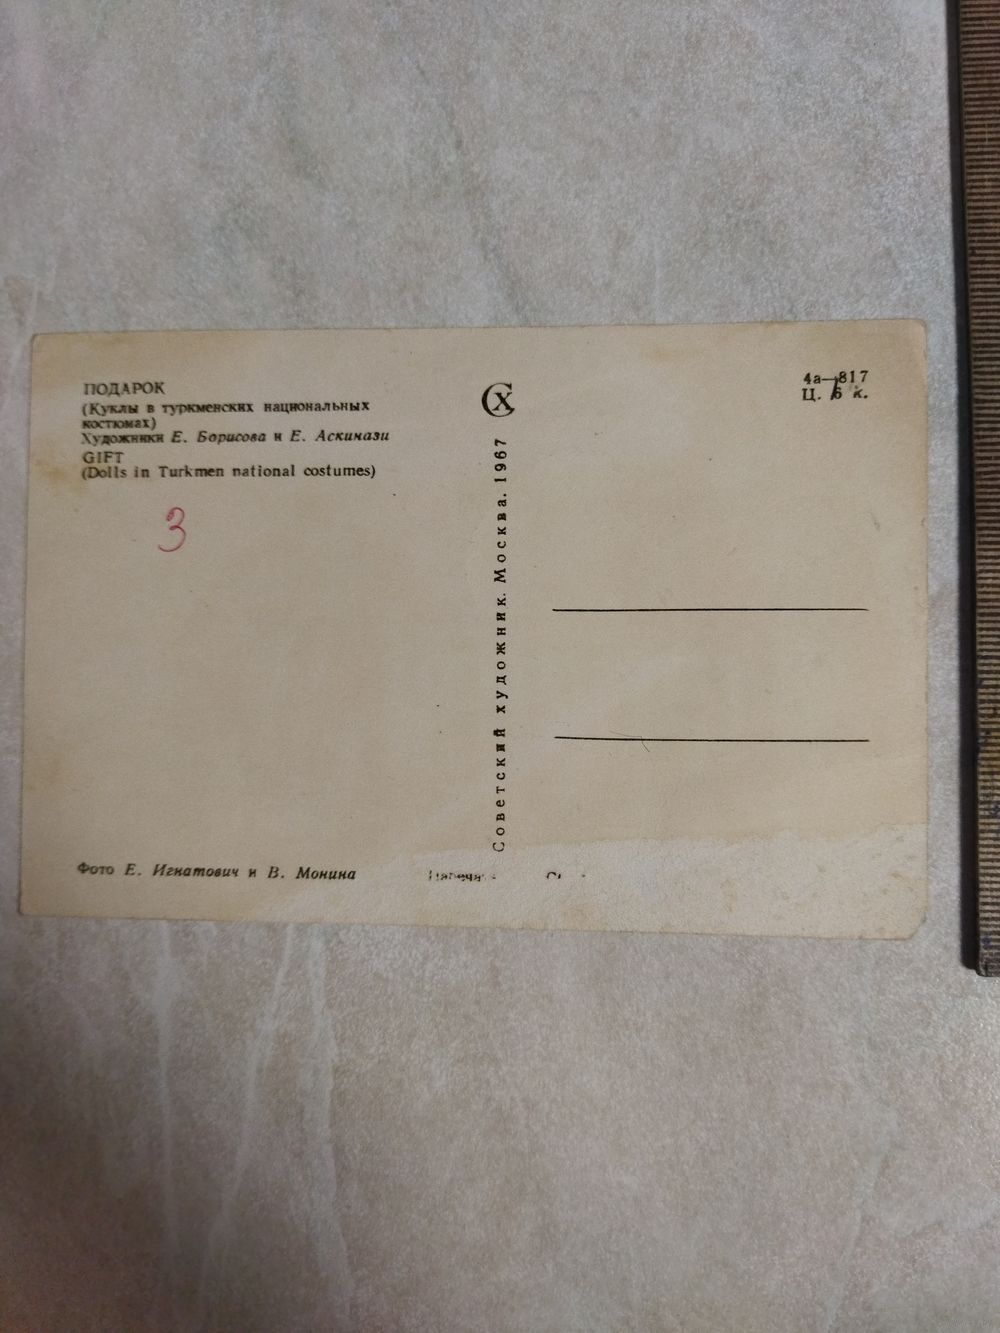 ПОДАРОК
(Куклы в туркменских национальных
костюмах)
Художники Е. Борисова и Е. Аскинази
GIFT
(Dolls in Turkmen national costumes)
3
Фото Е. Игнатович и В. Монина
СХ
Советский художник. Москва. 1967
4а—817
Ц. 6 к.